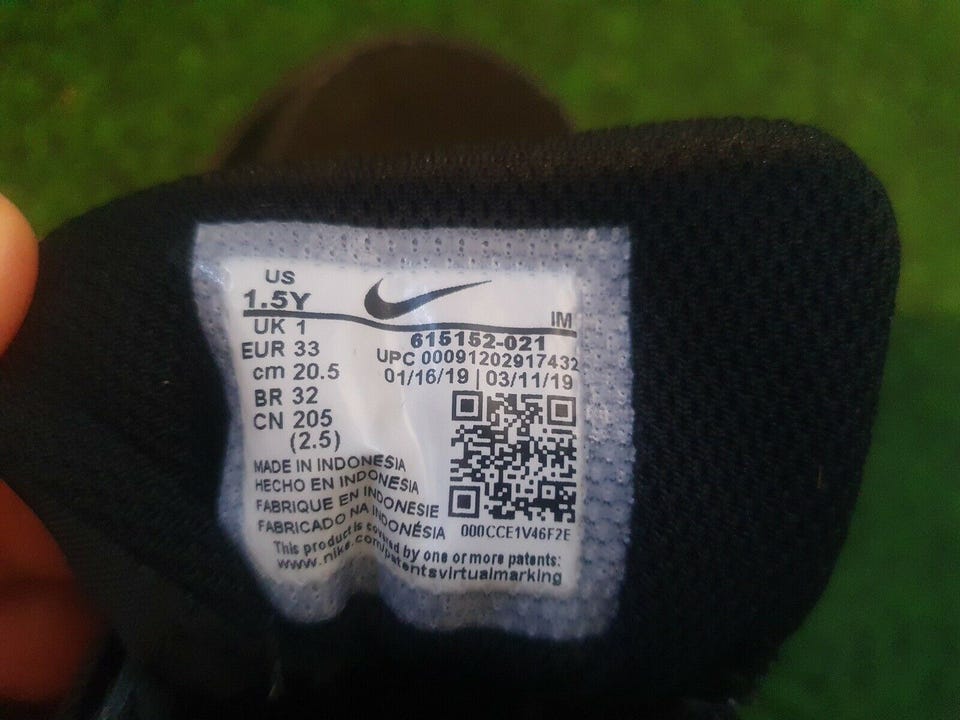 US
1.5Y
UK 1
EUR 33
cm 20.5
BR 32
CN 205
(2.5)
IM
615152-021
UPC 00091202917432
01/16/19 | 03/11/19
MADE IN INDONESIA
HECHO EN INDONESIA
FABRIQUE EN INDONESIE
FABRICADO NA INDONÉSIA
000CCE1V46F2E
This product is covered by one or more patents:
www.nike.com/patentsvirtualmarking